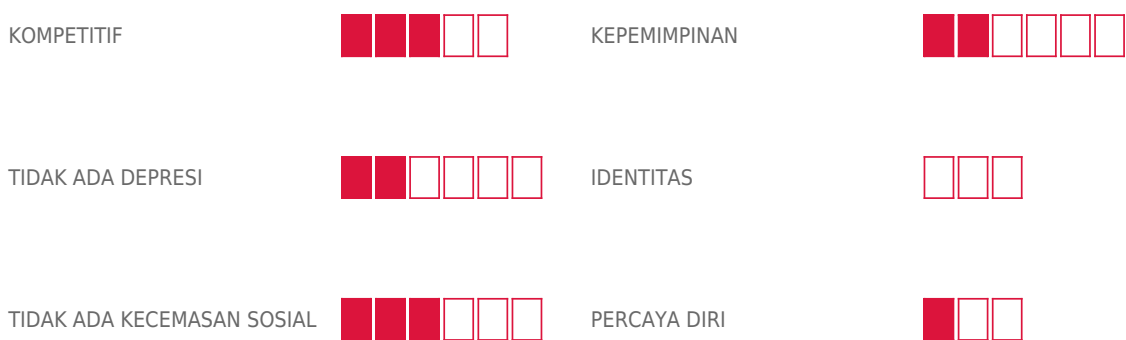 KOMPETITIF
KEPEMIMPINAN
TIDAK ADA DEPRESI
IDENTITAS
TIDAK ADA KECEMASAN SOSIAL
PERCAYA DIRI